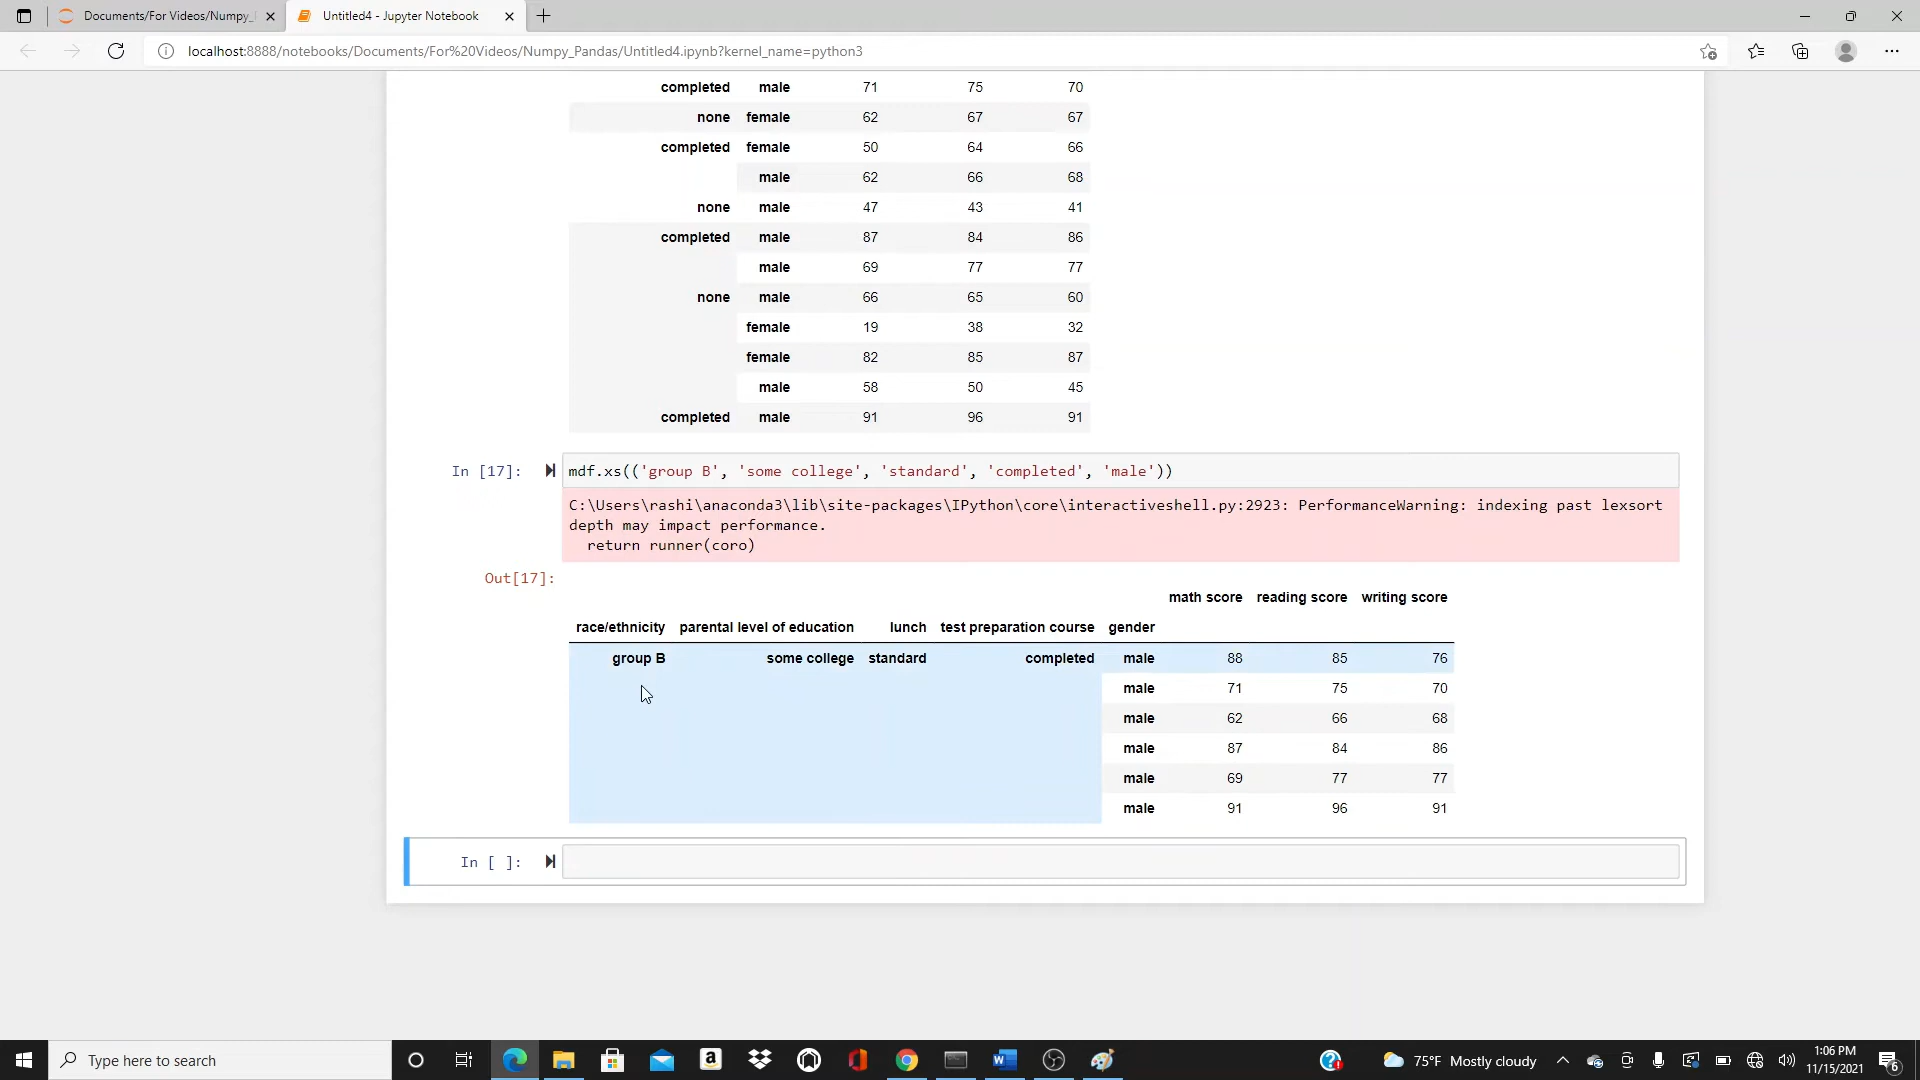 Documents/For Videos/Numpy_
Untitled4 - Jupyter Notebook
localhost:8888/notebooks/Documents/For%20Videos/Numpy_Pandas/Untitled4.ipynb?kernel_name=python3
completed male 71 75 70
none female 62 67 67
completed female 50 64 66
male 62 66 68
none male 47 43 41
completed male 87 84 86
male 69 77 77
none male 66 65 60
female 19 38 32
female 82 85 87
male 58 50 45
completed male 91 96 91
In [17]: mdf.xs(('group B', 'some college', 'standard', 'completed', 'male'))
C:\Users\rashi\anaconda3\lib\site-packages\IPython\core\interactiveshell.py:2923: PerformanceWarning: indexing past lexsort
depth may impact performance.
return runner(coro)
Out[17]:
math score reading score writing score
race/ethnicity parental level of education lunch test preparation course gender
group B some college standard completed male 88 85 76
male 71 75 70
male 62 66 68
male 87 84 86
male 69 77 77
male 91 96 91
In [ ]:
Type here to search
75°F Mostly cloudy
1:06 PM
11/15/2021
6